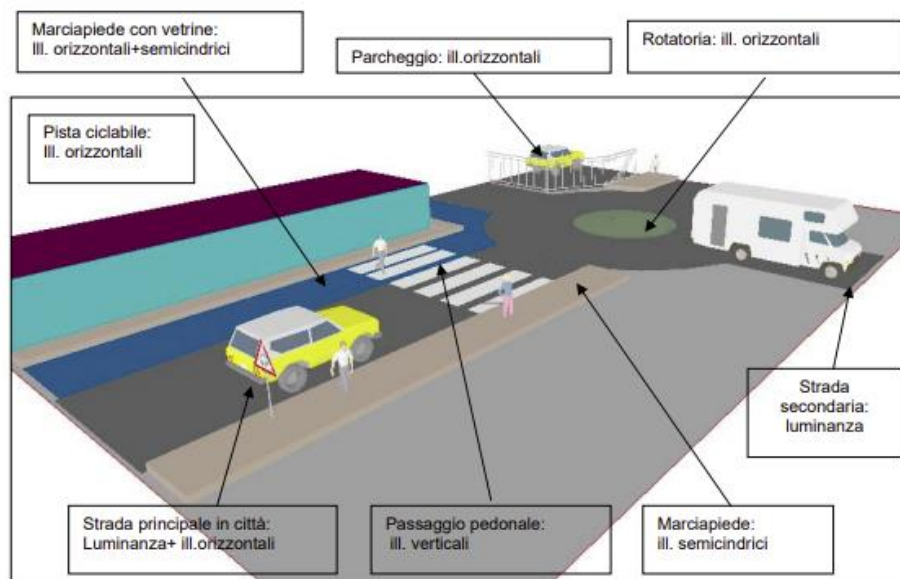 Marciapiede con vetrine:
Ill. orizzontali+semicindrici
Parcheggio: ill.orizzontali
Rotatoria: ill. orizzontali
Pista ciclabile:
Ill. orizzontali
Strada
secondaria:
luminanza
Strada principale in città:
Luminanza+ ill.orizzontali
Passaggio pedonale:
ill. verticali
Marciapiede:
ill. semicindrici